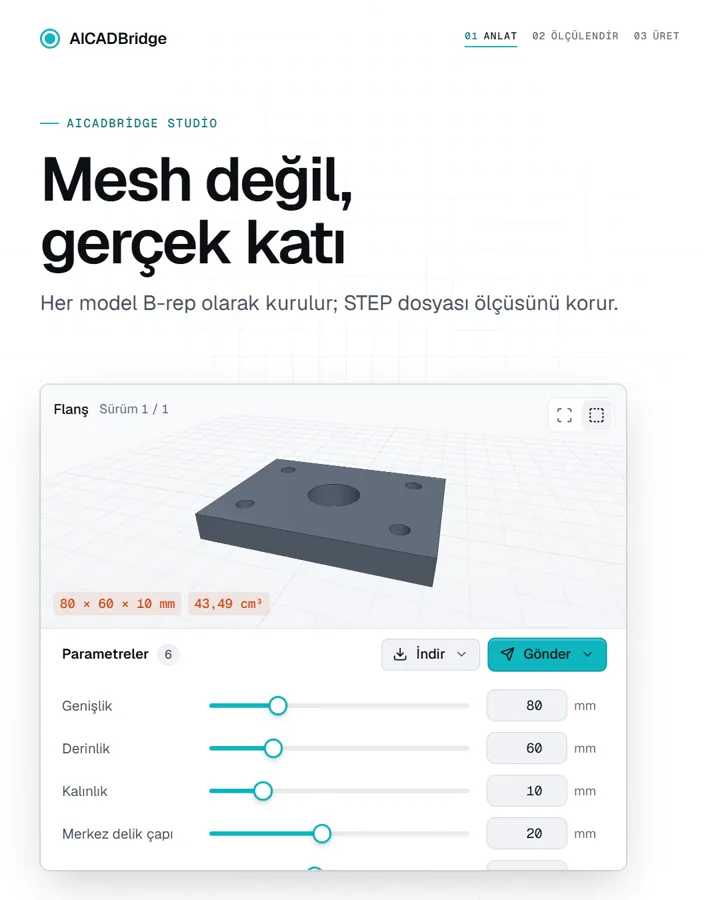 AICADBridge
01 ANLAT 02 ÖLÇÜLENDİR 03 ÜRET
AICADBRİDGE STUDİO
Mesh değil,
gerçek katı
Her model B-rep olarak kurulur; STEP dosyası ölçüsünü korur.
Flanş Sürüm 1 / 1
80 × 60 × 10 mm 43,49 cm³
Parametreler 6 İndir Gönder
Genişlik 80 mm
Derinlik 60 mm
Kalınlık 10 mm
Merkez delik çapı 20 mm